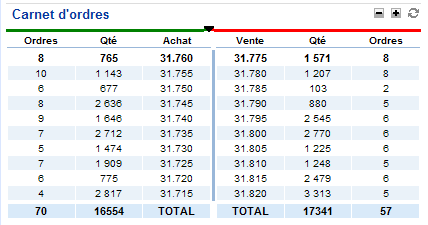 Carnet d'ordres
Ordres Qté Achat Vente Qté Ordres
8 765 31.760 31.775 1 571 8
10 1 143 31.755 31.780 1 207 8
6 677 31.750 31.785 103 2
8 2 636 31.745 31.790 880 5
9 1 646 31.740 31.795 2 545 6
7 2 712 31.735 31.800 2 770 6
5 1 474 31.730 31.805 1 225 6
7 1 909 31.725 31.810 1 248 5
6 775 31.720 31.815 2 479 6
4 2 817 31.715 31.820 3 313 5
70 16554 TOTAL TOTAL 17341 57